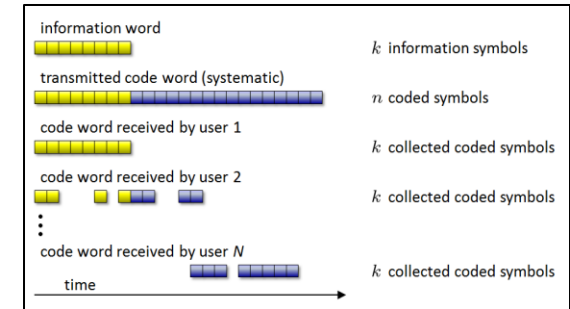 information word
k information symbols
transmitted code word (systematic)
n coded symbols
code word received by user 1
k collected coded symbols
code word received by user 2
k collected coded symbols
code word received by user N
k collected coded symbols
time